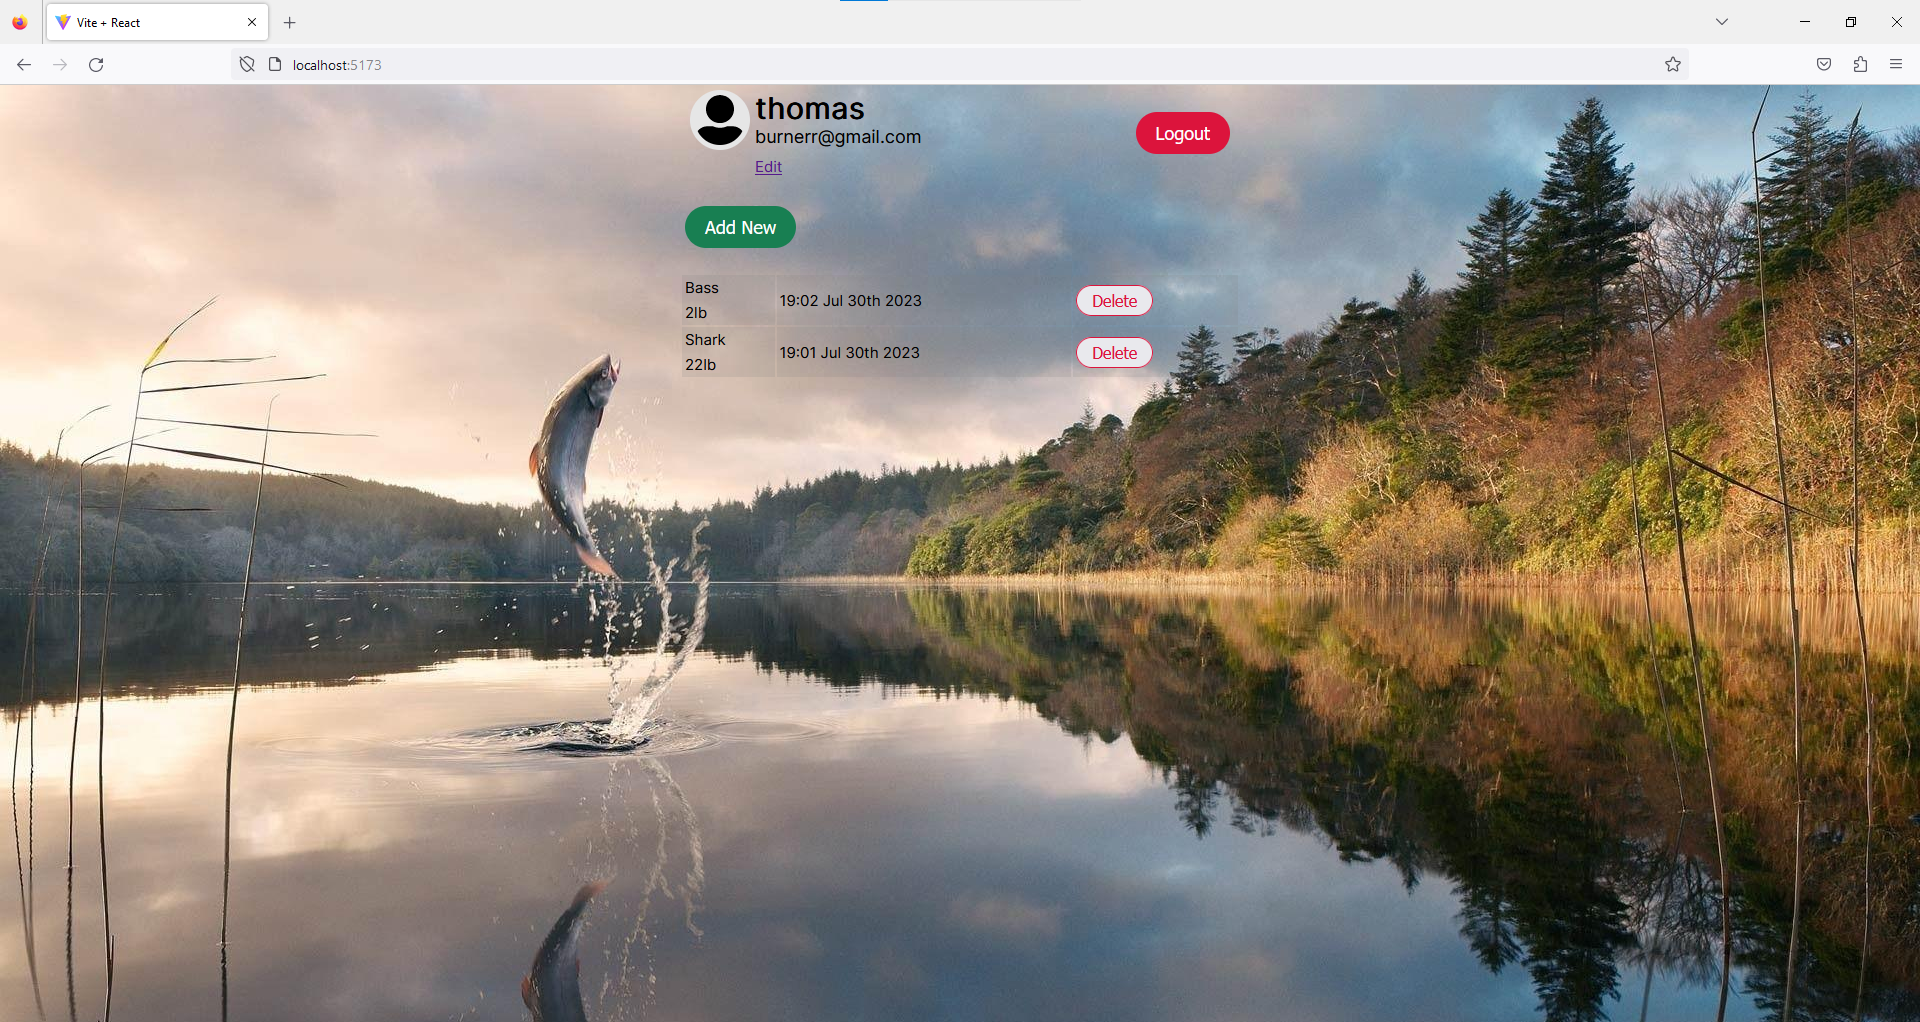 Vite + React
localhost:5173
thomas
burnerr@gmail.com
Edit
Logout
Add New
Bass
2lb
19:02 Jul 30th 2023
Delete
Shark
22lb
19:01 Jul 30th 2023
Delete